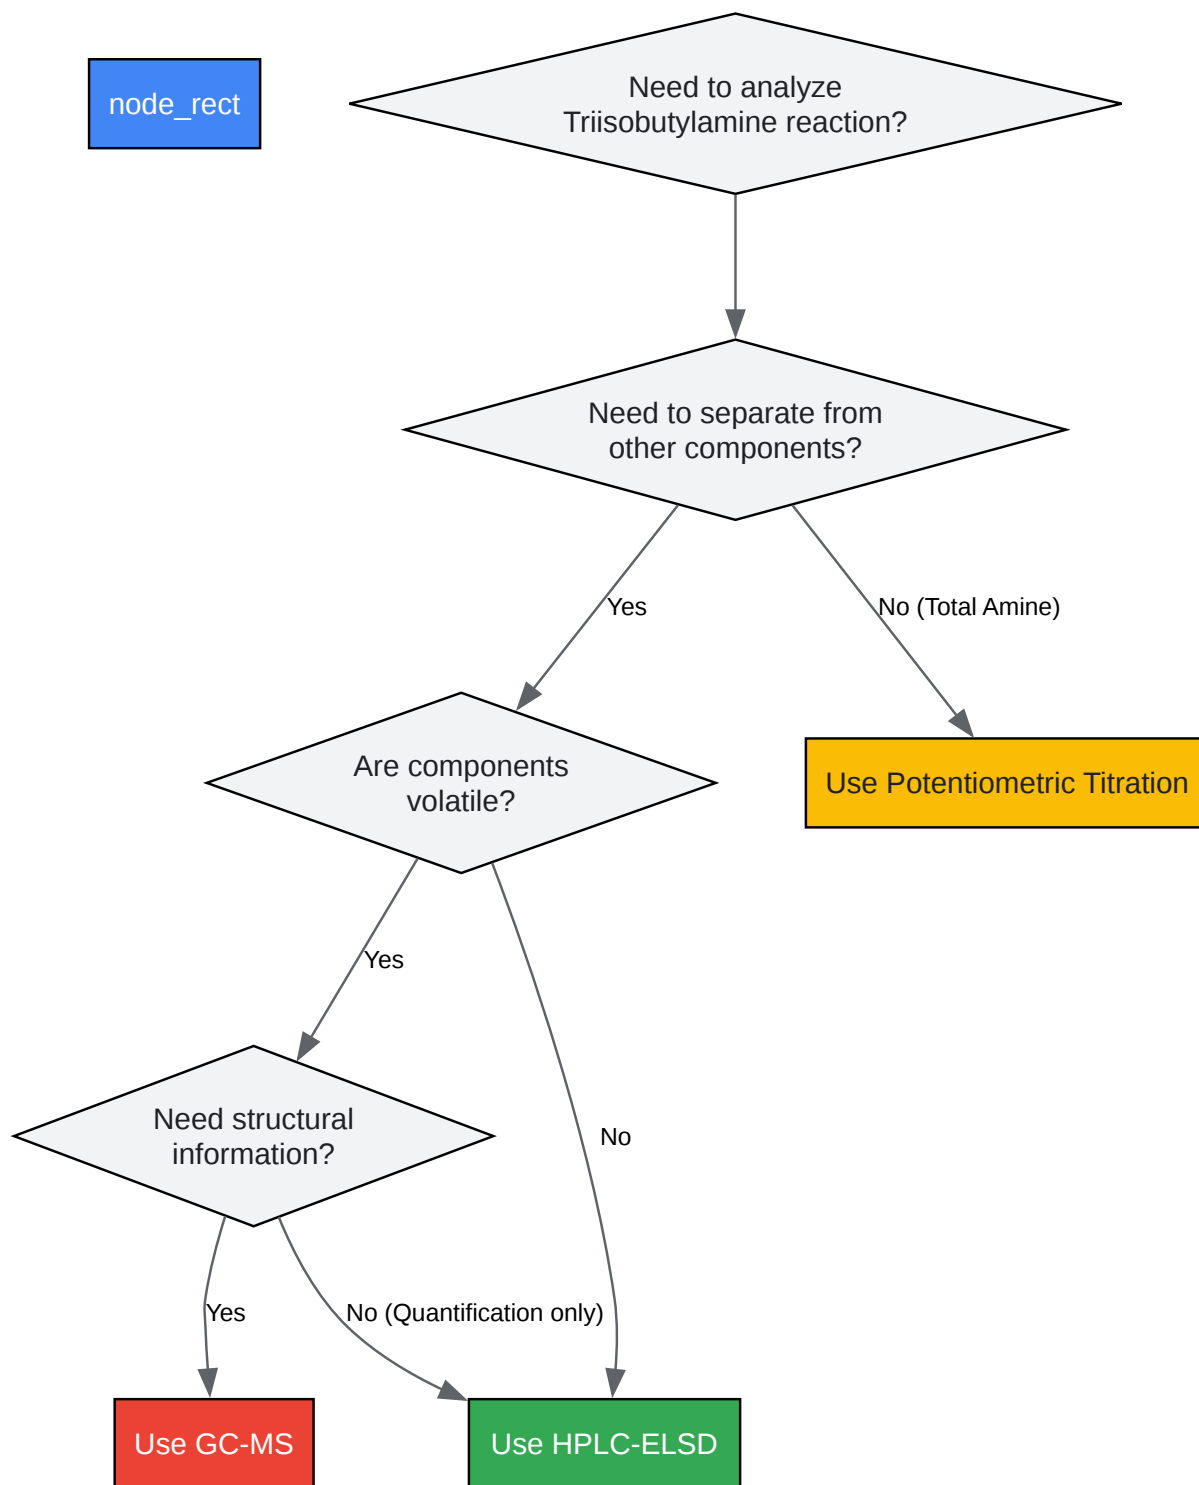 node_rect
Need to analyze
Triisobutylamine reaction?
Need to separate from
other components?
Yes
No (Total Amine)
Are components
volatile?
Use Potentiometric Titration
Yes
Need structural
information?
No
Yes
No (Quantification only)
Use GC-MS
Use HPLC-ELSD